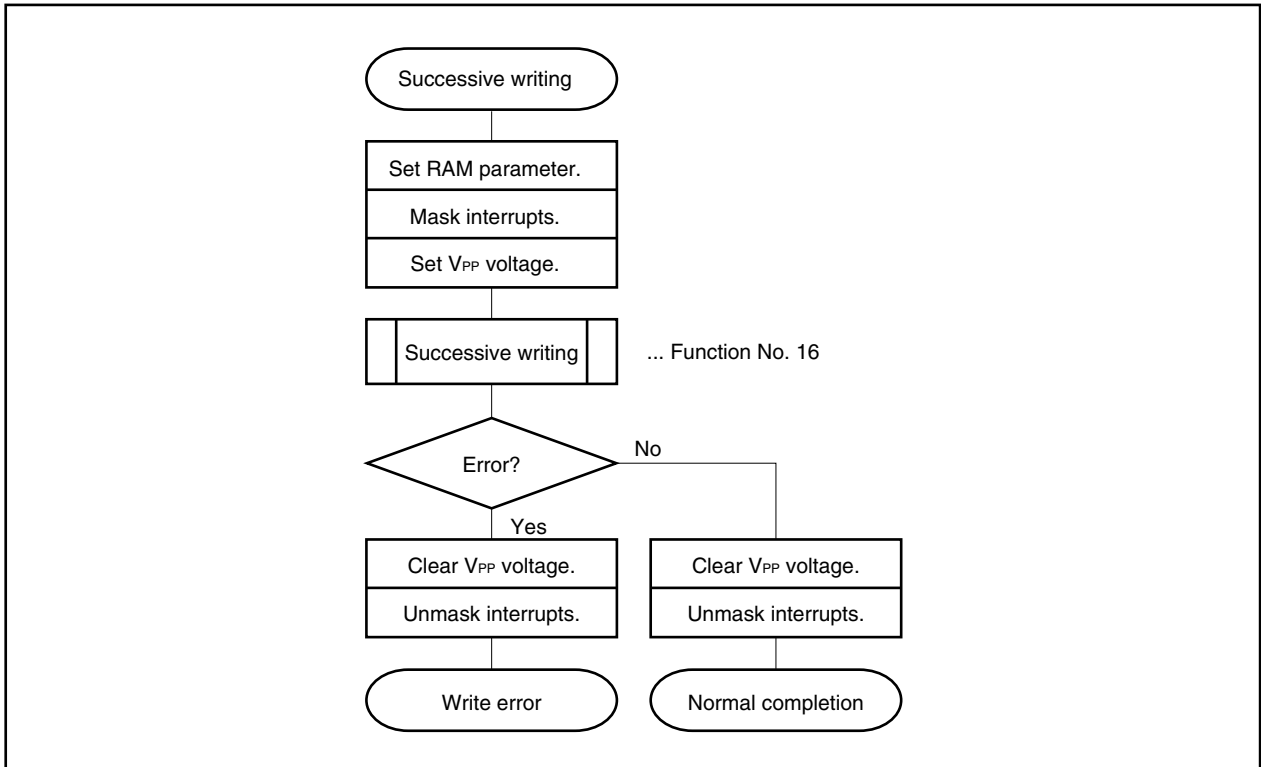 Successive writing
Set RAM parameter.
Mask interrupts.
Set VPP voltage.
Successive writing ... Function No. 16
Error?
No
Yes
Clear VPP voltage.
Unmask interrupts.
Write error
Clear VPP voltage.
Unmask interrupts.
Normal completion